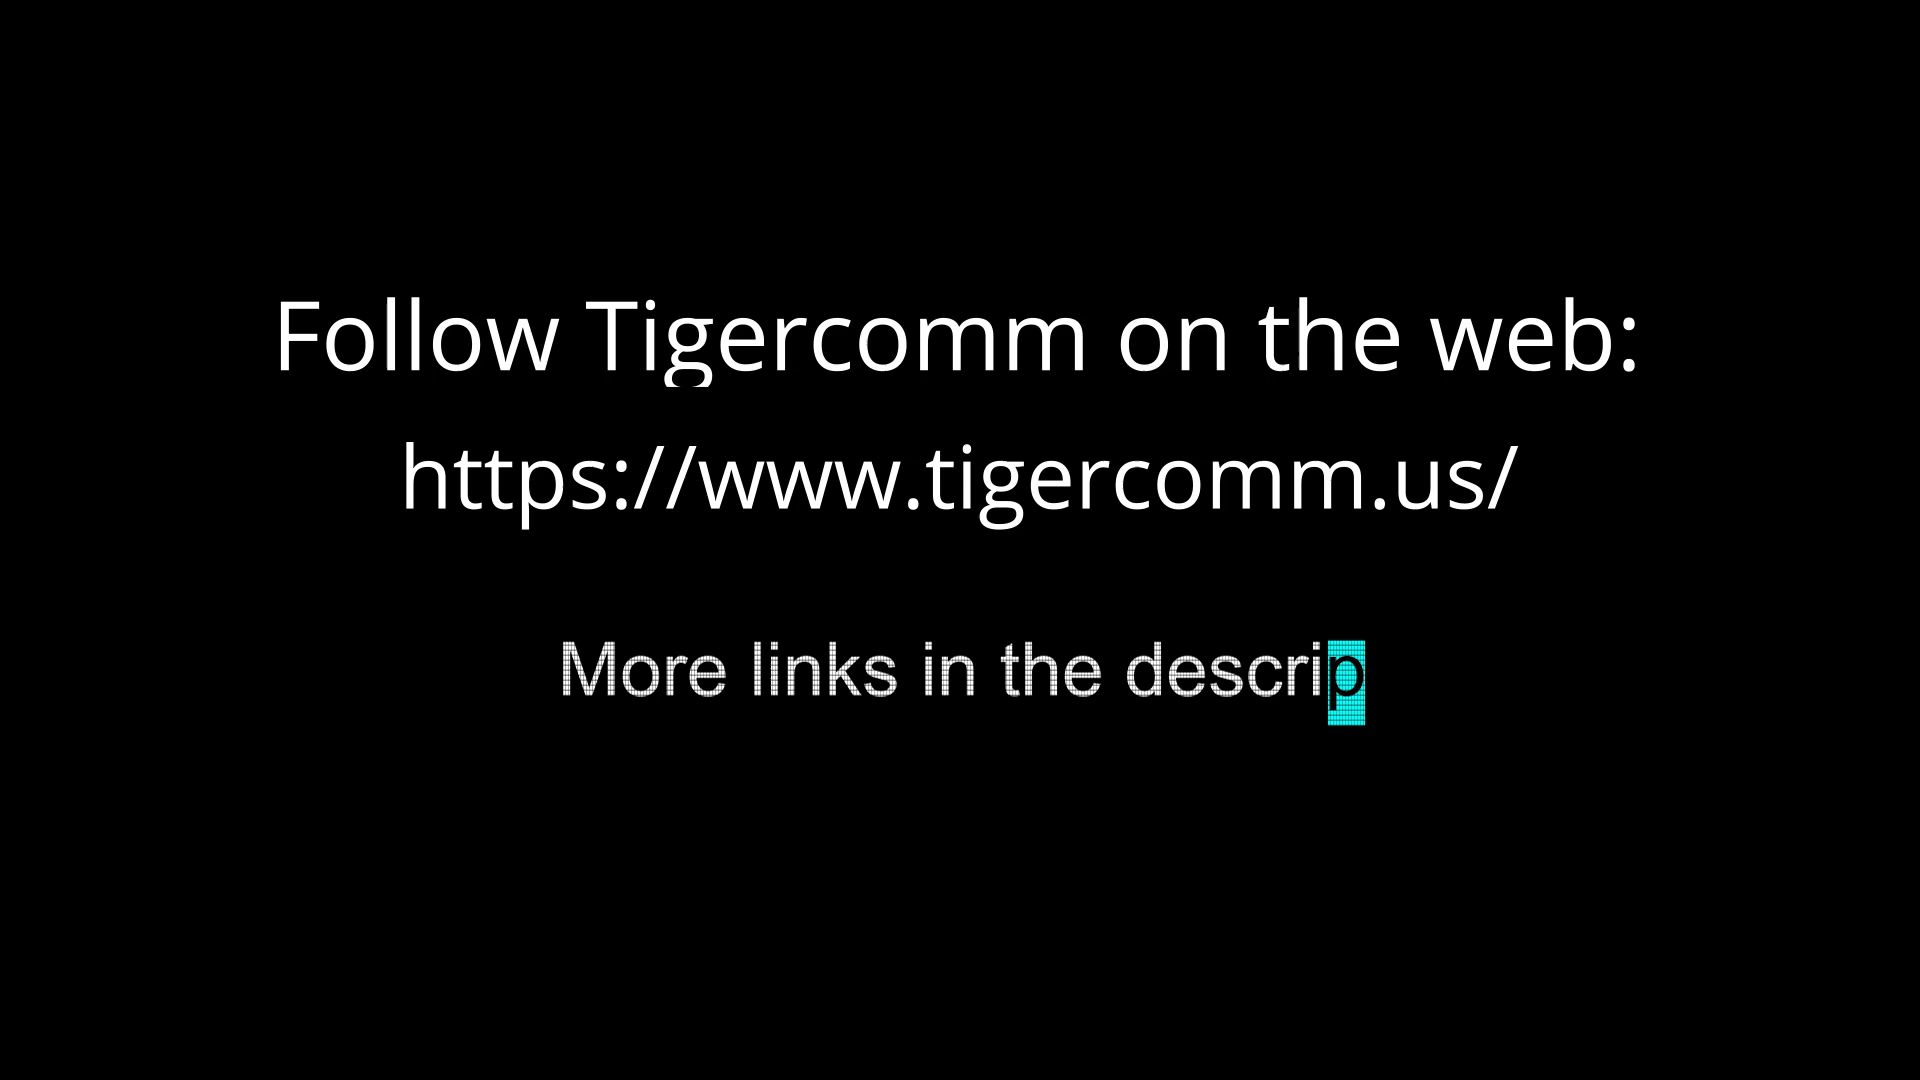 Follow Tigercomm on the web:
https://www.tigercomm.us/
More links in the descrip